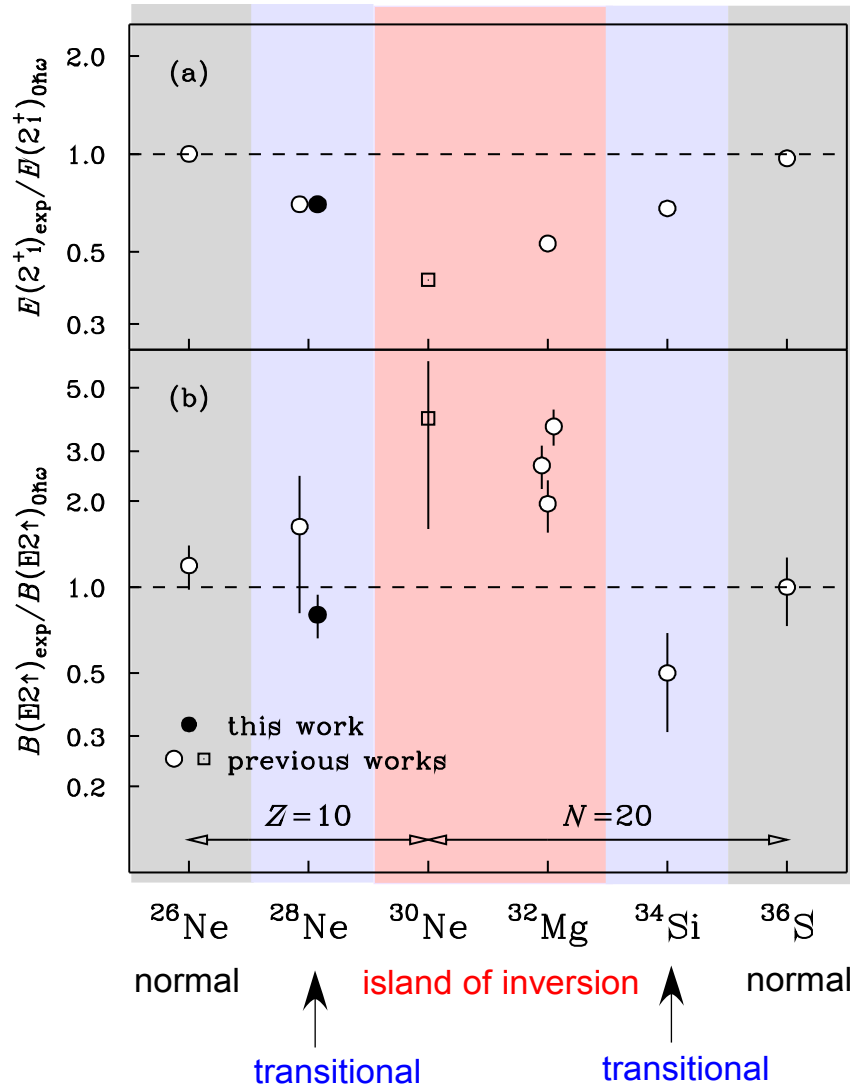 2.0
(a)
1.0
0.5
0.3
E(2⁺₁)exp/E(2⁺₁)0ħω
5.0
(b)
3.0
2.0
1.0
0.5
0.3
0.2
B(E2↑)exp/B(E2↑)0ħω
● this work
○ □ previous works
Z=10 N=20
²⁶Ne ²⁸Ne ³⁰Ne ³²Mg ³⁴Si ³⁶S
normal island of inversion normal
transitional transitional